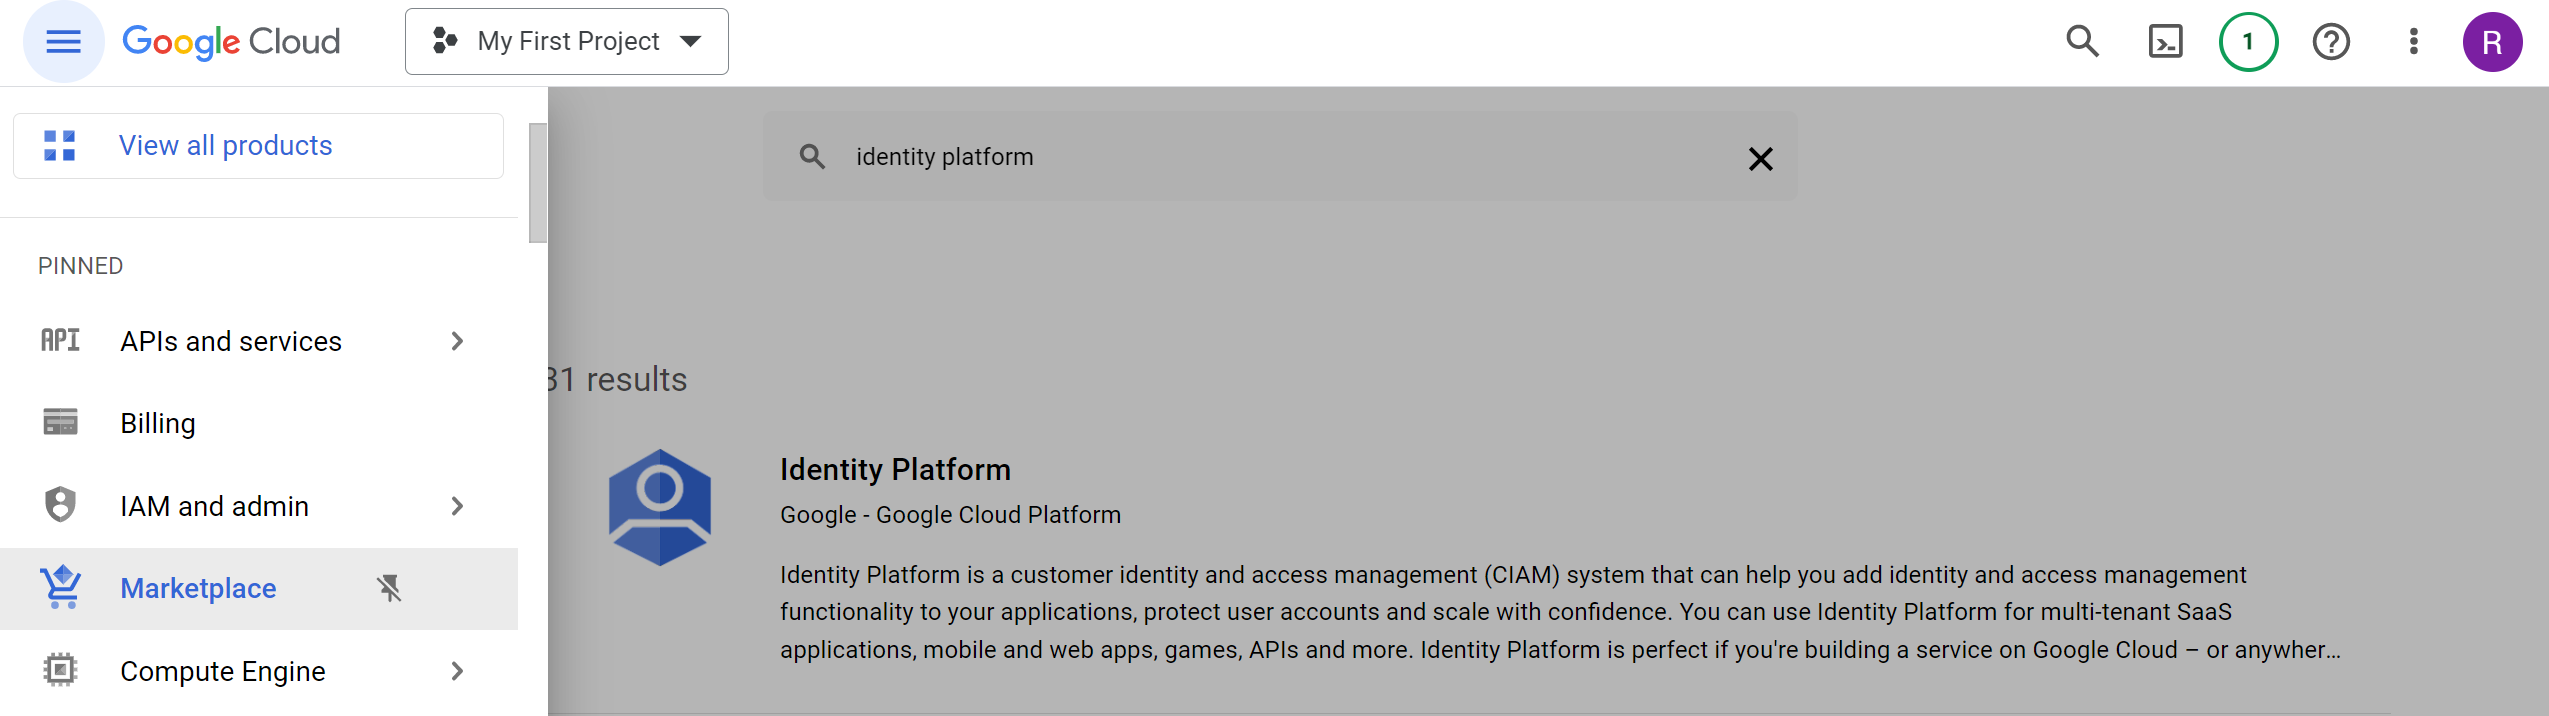 Google Cloud
My First Project
1
R
View all products
identity platform
PINNED
API
APIs and services
31 results
Billing
Identity Platform
IAM and admin
Google - Google Cloud Platform
Marketplace
Identity Platform is a customer identity and access management (CIAM) system that can help you add identity and access management
functionality to your applications, protect user accounts and scale with confidence. You can use Identity Platform for multi-tenant SaaS
applications, mobile and web apps, games, APIs and more. Identity Platform is perfect if you're building a service on Google Cloud – or anywher...
Compute Engine